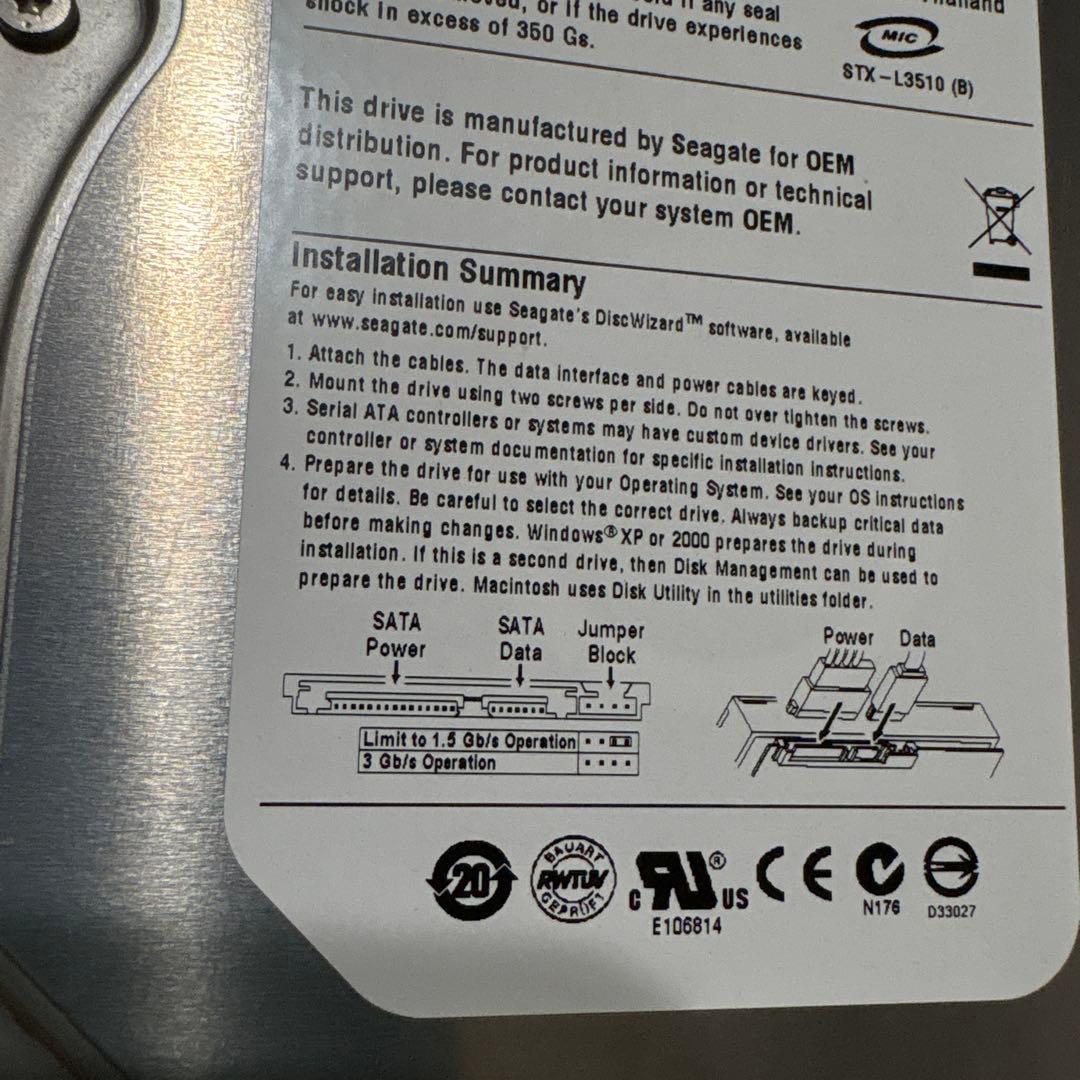 any seal
or if the drive experiences
shock in excess of 350 Gs.
MIC
STX-L3510 (B)
This drive is manufactured by Seagate for OEM
distribution. For product information or technical
support, please contact your system OEM.
Installation Summary
For easy installation use Seagate's DiscWizard™ software, available
at www.seagate.com/support.
1. Attach the cables. The data interface and power cables are keyed.
2. Mount the drive using two screws per side. Do not over tighten the screws.
3. Serial ATA controllers or systems may have custom device drivers. See your
controller or system documentation for specific installation instructions.
4. Prepare the drive for use with your Operating System. See your OS instructions
for details. Be careful to select the correct drive. Always backup critical data
before making changes. Windows® XP or 2000 prepares the drive during
installation. If this is a second drive, then Disk Management can be used to
prepare the drive. Macintosh uses Disk Utility in the utilities folder.
SATA Power
SATA Data
Jumper Block
Power Data
Limit to 1.5 Gb/s Operation
3 Gb/s Operation
20
BAUART RWTÜV GEPRÜFT
c RU ® US
E106814
CE
N176
D33027